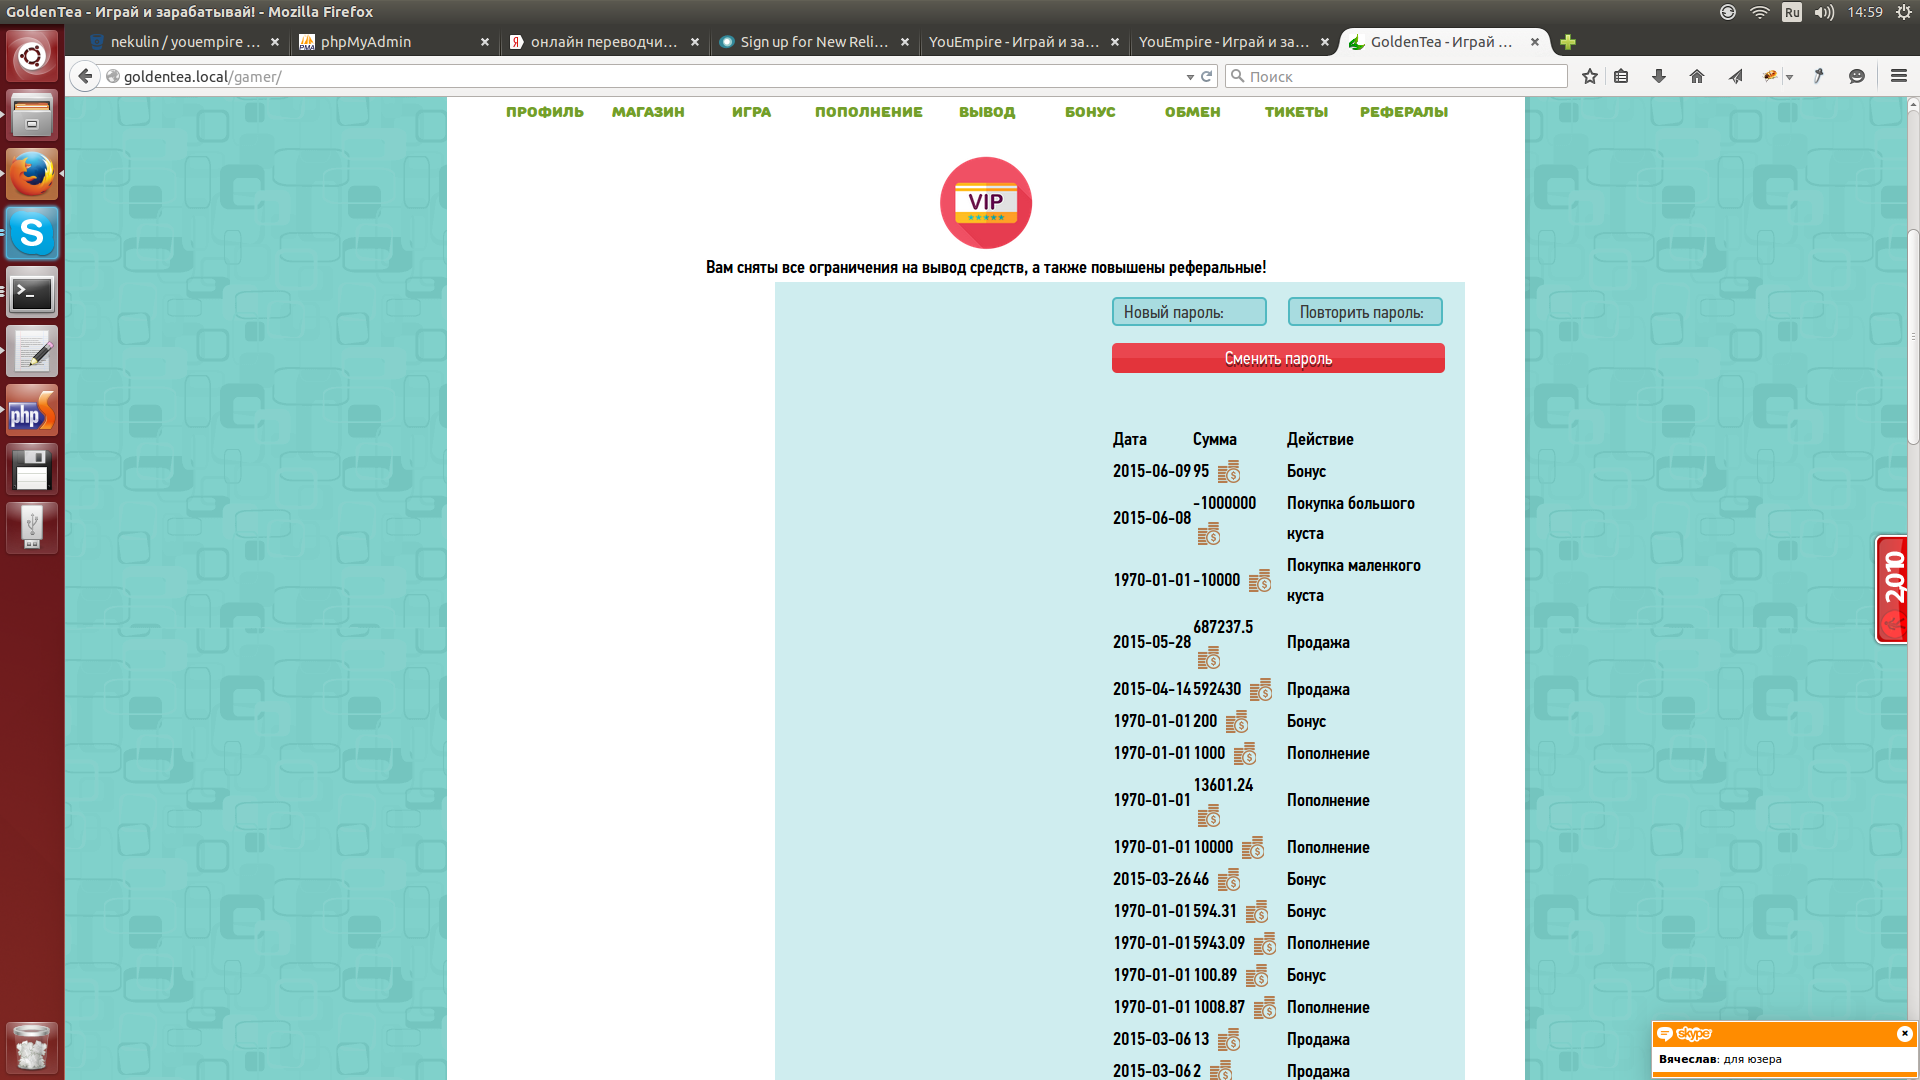 GoldenTea - Играй и зарабатывай! - Mozilla Firefox
Ru
14:59
nekulin / youempire ...
phpMyAdmin
онлайн переводчи...
Sign up for New Reli...
YouEmpire - Играй и за...
YouEmpire - Играй и за...
GoldenTea - Играй ...
goldentea.local/gamer/
Поиск
ПРОФИЛЬ МАГАЗИН ИГРА ПОПОЛНЕНИЕ ВЫВОД БОНУС ОБМЕН ТИКЕТЫ РЕФЕРАЛЫ
VIP
Вам сняты все ограничения на вывод средств, а также повышены реферальные!
Новый пароль:
Повторить пароль:
Сменить пароль
Дата Сумма Действие
2015-06-09 95 Бонус
2015-06-08 -1000000 Покупка большого куста
1970-01-01 -10000 Покупка маленкого куста
2015-05-28 687237.5 Продажа
2015-04-14 592430 Продажа
1970-01-01 200 Бонус
1970-01-01 1000 Пополнение
1970-01-01 13601.24 Пополнение
1970-01-01 10000 Пополнение
2015-03-26 46 Бонус
1970-01-01 594.31 Бонус
1970-01-01 5943.09 Пополнение
1970-01-01 100.89 Бонус
1970-01-01 1008.87 Пополнение
2015-03-06 13 Продажа
2015-03-06 2 Продажа
2,010
skype
Вячеслав: для юзера
php
S